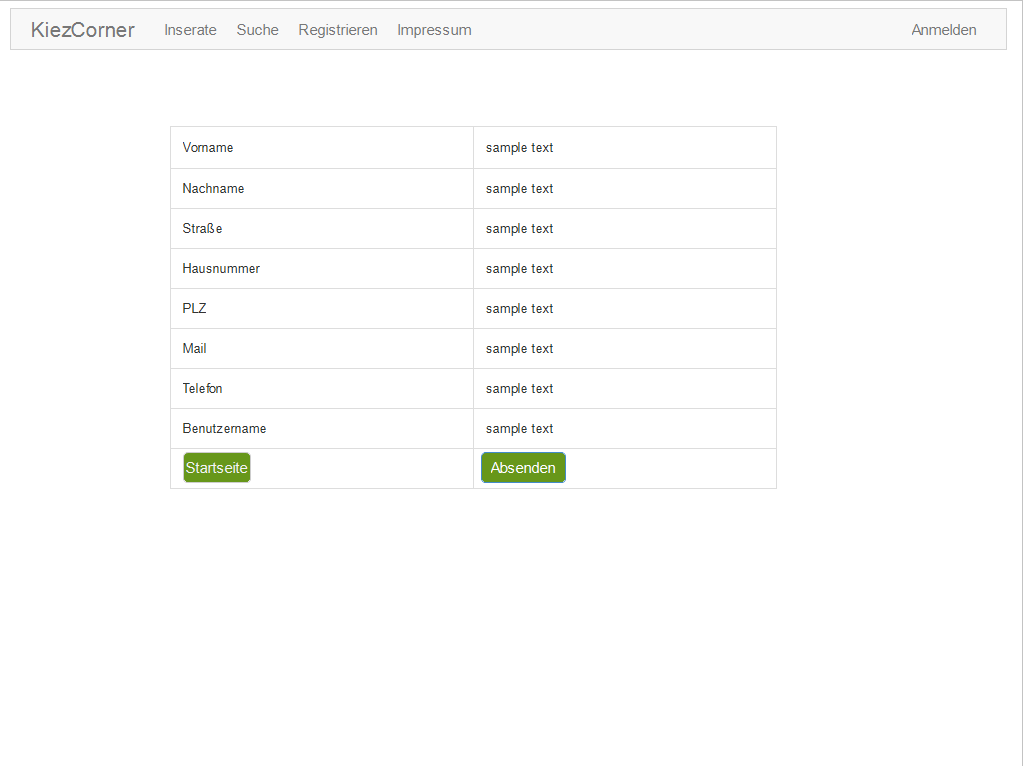 KiezCorner Inserate Suche Registrieren Impressum Anmelden
Vorname sample text
Nachname sample text
Straße sample text
Hausnummer sample text
PLZ sample text
Mail sample text
Telefon sample text
Benutzername sample text
Startseite Absenden